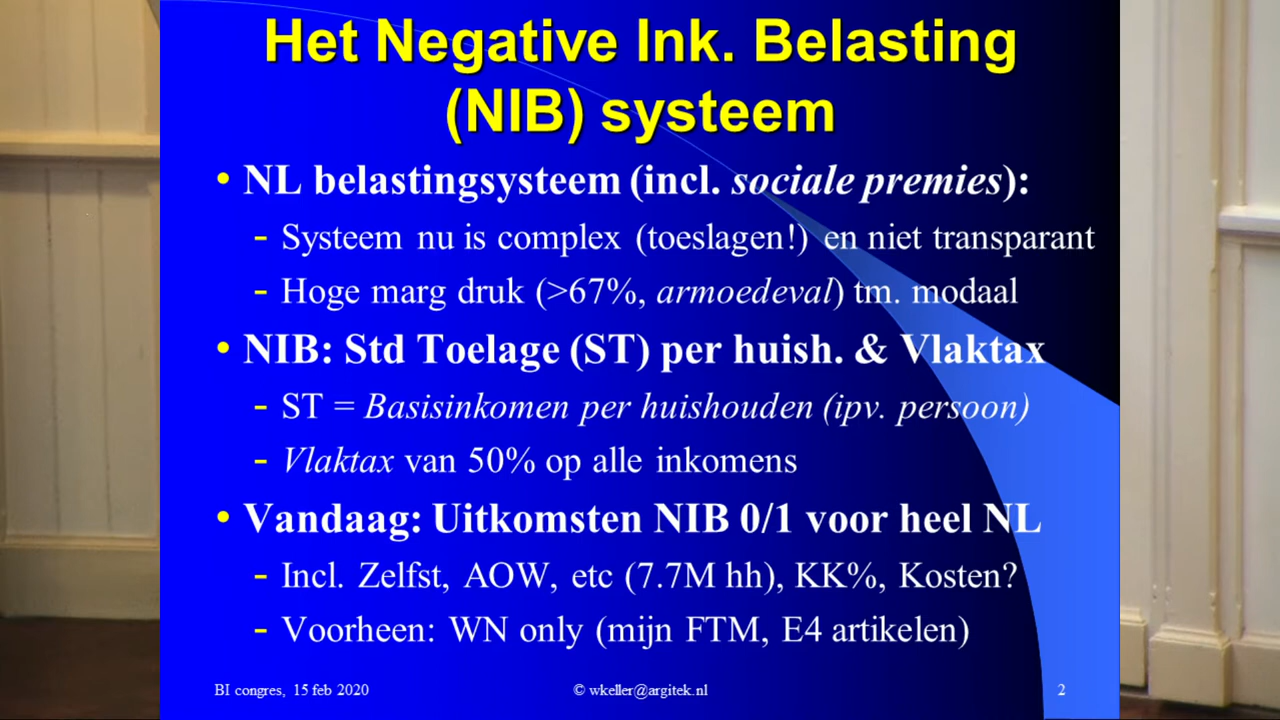 Het Negative Ink. Belasting
(NIB) systeem
• NL belastingsysteem (incl. sociale premies):
- Systeem nu is complex (toeslagen!) en niet transparant
- Hoge marg druk (>67%, armoedeval) tm. modaal
• NIB: Std Toelage (ST) per huish. & Vlaktax
- ST = Basisinkomen per huishouden (ipv. persoon)
- Vlaktax van 50% op alle inkomens
• Vandaag: Uitkomsten NIB 0/1 voor heel NL
- Incl. Zelfst, AOW, etc (7.7M hh), KK%, Kosten?
- Voorheen: WN only (mijn FTM, E4 artikelen)
BI congres, 15 feb 2020 © wkeller@argitek.nl 2